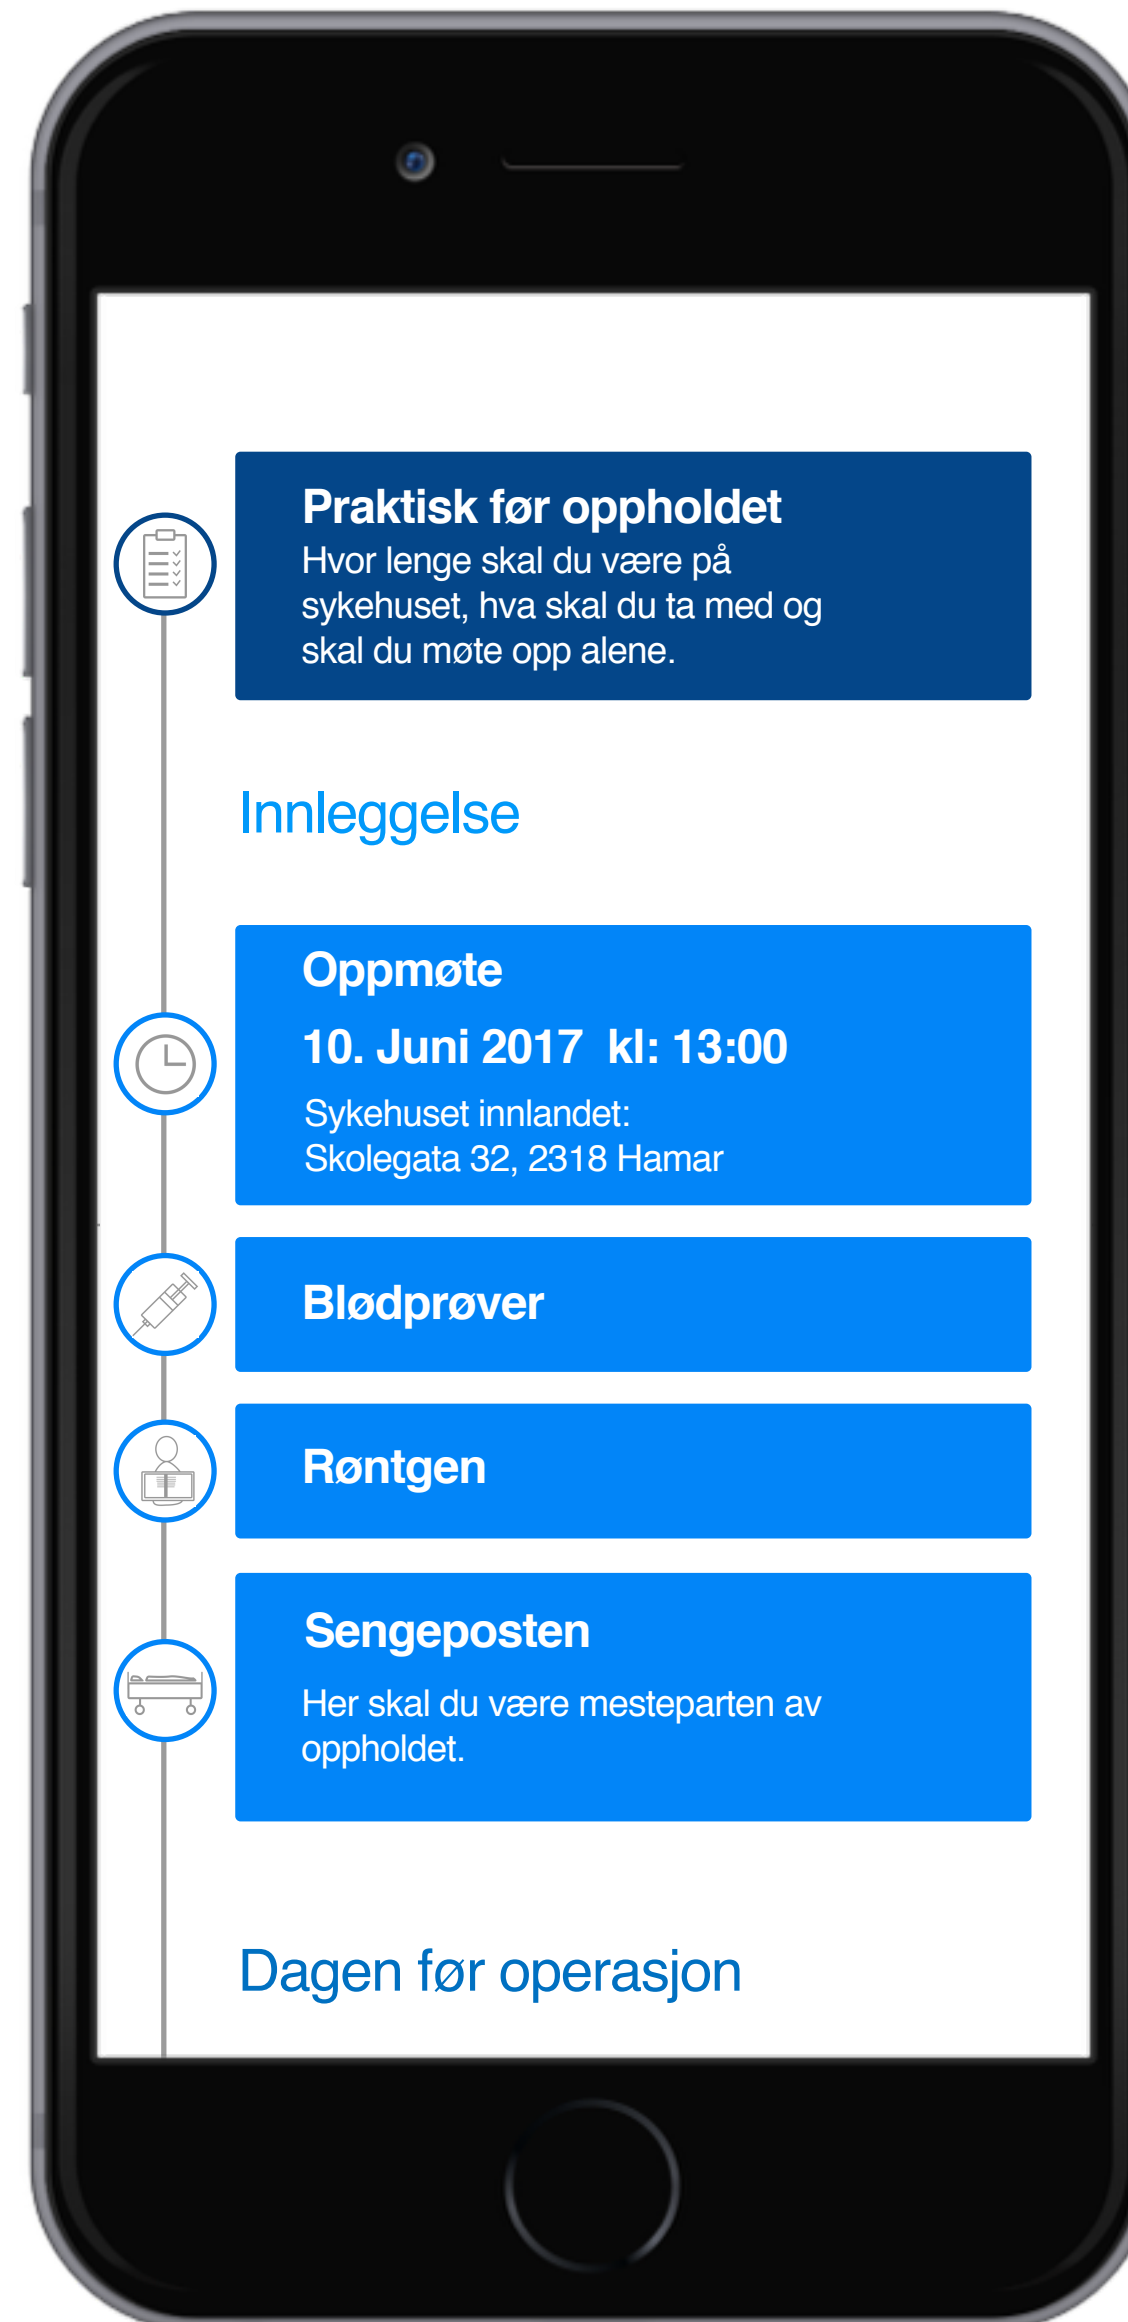 Praktisk før oppholdet
Hvor lenge skal du være på
sykehuset, hva skal du ta med og
skal du møte opp alene.
Innleggelse
Oppmøte
10. Juni 2017  kl: 13:00
Sykehuset innlandet:
Skolegata 32, 2318 Hamar
Blødprøver
Røntgen
Sengeposten
Her skal du være mesteparten av
oppholdet.
Dagen før operasjon